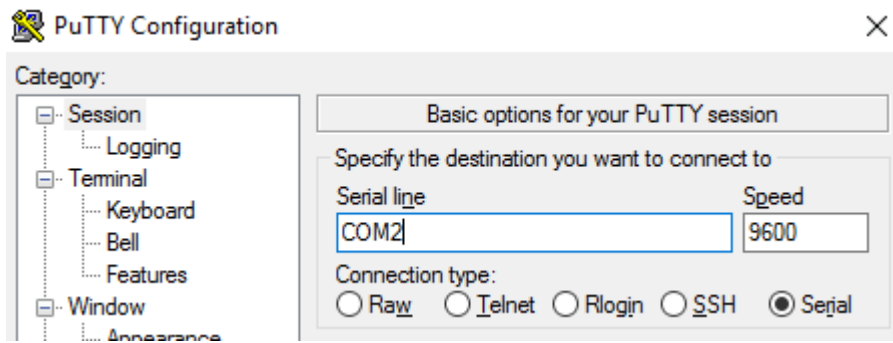 PuTTY Configuration
Category:
Session
Logging
Terminal
Keyboard
Bell
Features
Window
Appearance
Basic options for your PuTTY session
Specify the destination you want to connect to
Serial line Speed
COM2 9600
Connection type:
Raw Telnet Rlogin SSH Serial